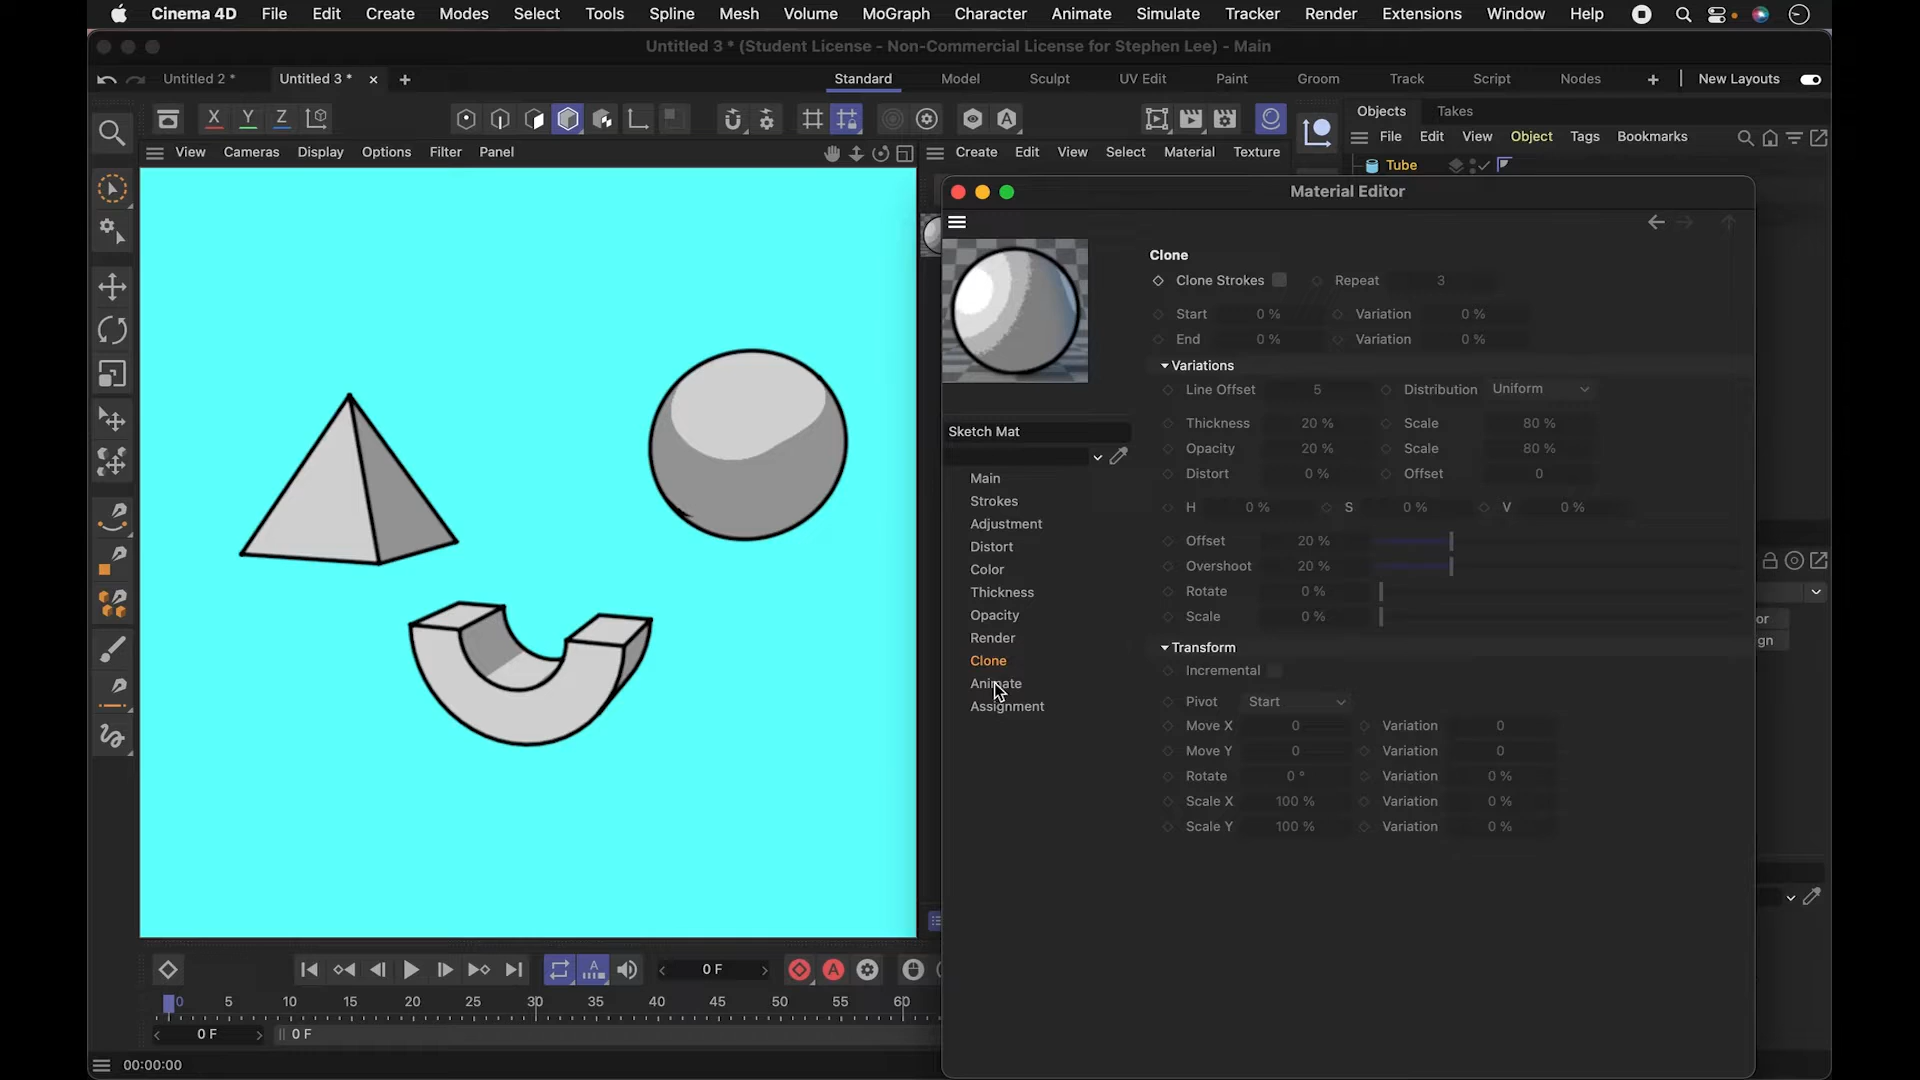 Cinema 4D File Edit Create Modes Select Tools Spline Mesh Volume MoGraph Character Animate Simulate Tracker Render Extensions Window Help
Untitled 3 * (Student License - Non-Commercial License for Stephen Lee) - Main
Untitled 2 * Untitled 3 * Standard Model Sculpt UV Edit Paint Groom Track Script Nodes New Layouts
X Y Z A Objects Takes
File Edit View Object Tags Bookmarks
View Cameras Display Options Filter Panel Create Edit View Select Material Texture
Tube
Material Editor
Clone
Clone Strokes Repeat 3
Start 0 % Variation 0 %
End 0 % Variation 0 %
Variations
Line Offset 5 Distribution Uniform
Thickness 20 % Scale 80 %
Opacity 20 % Scale 80 %
Distort 0 % Offset 0
H 0 % S 0 % V 0 %
Offset 20 %
Overshoot 20 %
Rotate 0 %
Scale 0 %
Transform
Incremental
Pivot Start
Move X 0 Variation 0
Move Y 0 Variation 0
Rotate 0 ° Variation 0 %
Scale X 100 % Variation 0 %
Scale Y 100 % Variation 0 %
Sketch Mat
Main
Strokes
Adjustment
Distort
Color
Thickness
Opacity
Render
Clone
Animate
Assignment
or
gn
A 0 F A
0 5 10 15 20 25 30 35 40 45 50 55 60
0 F 0 F
00:00:00